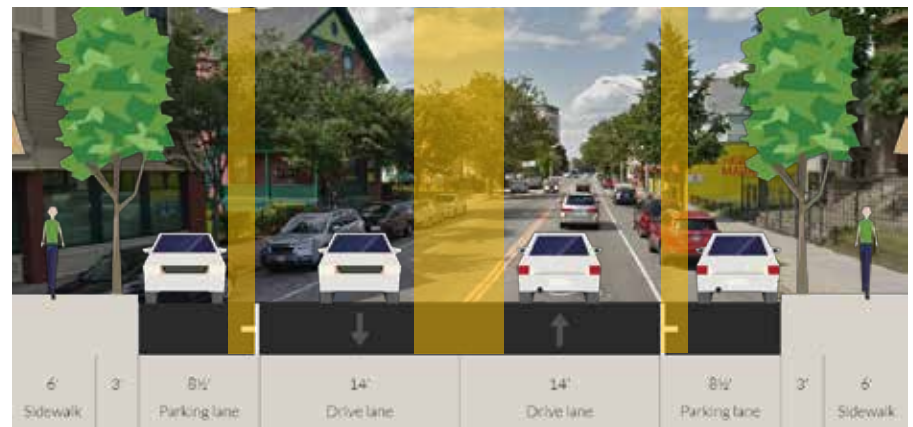 6' 3' 8½' 14' 14' 8½' 3' 6'
Sidewalk Parking lane Drive lane Drive lane Parking lane Sidewalk